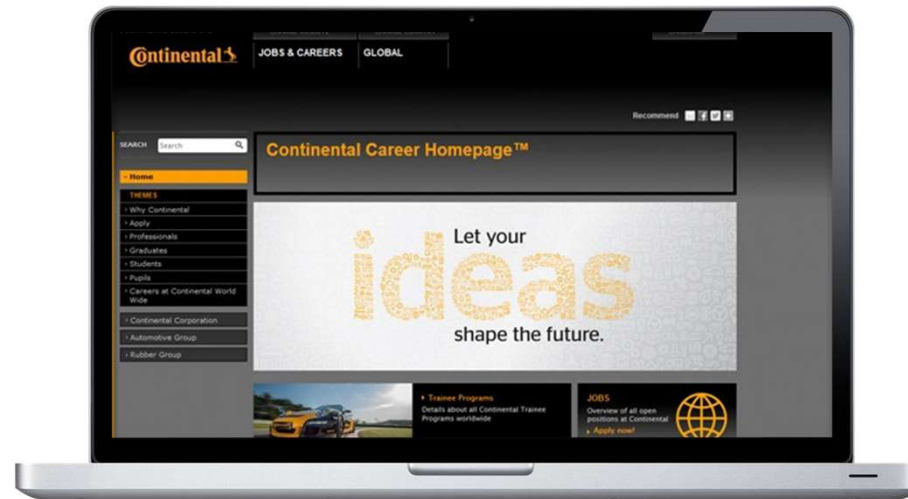 Continental
JOBS & CAREERS
GLOBAL
Recommend
SEARCH
Search
Continental Career Homepage™
Home
THEMES
Why Continental
Apply
Professionals
Graduates
Students
Pupils
Careers at Continental World
Wide
Continental Corporation
Automotive Group
Rubber Group
Let your
ideas
shape the future.
Trainee Programs
Details about all Continental Trainee
Programs worldwide
JOBS
Overview of all open
positions at Continental
Apply now!